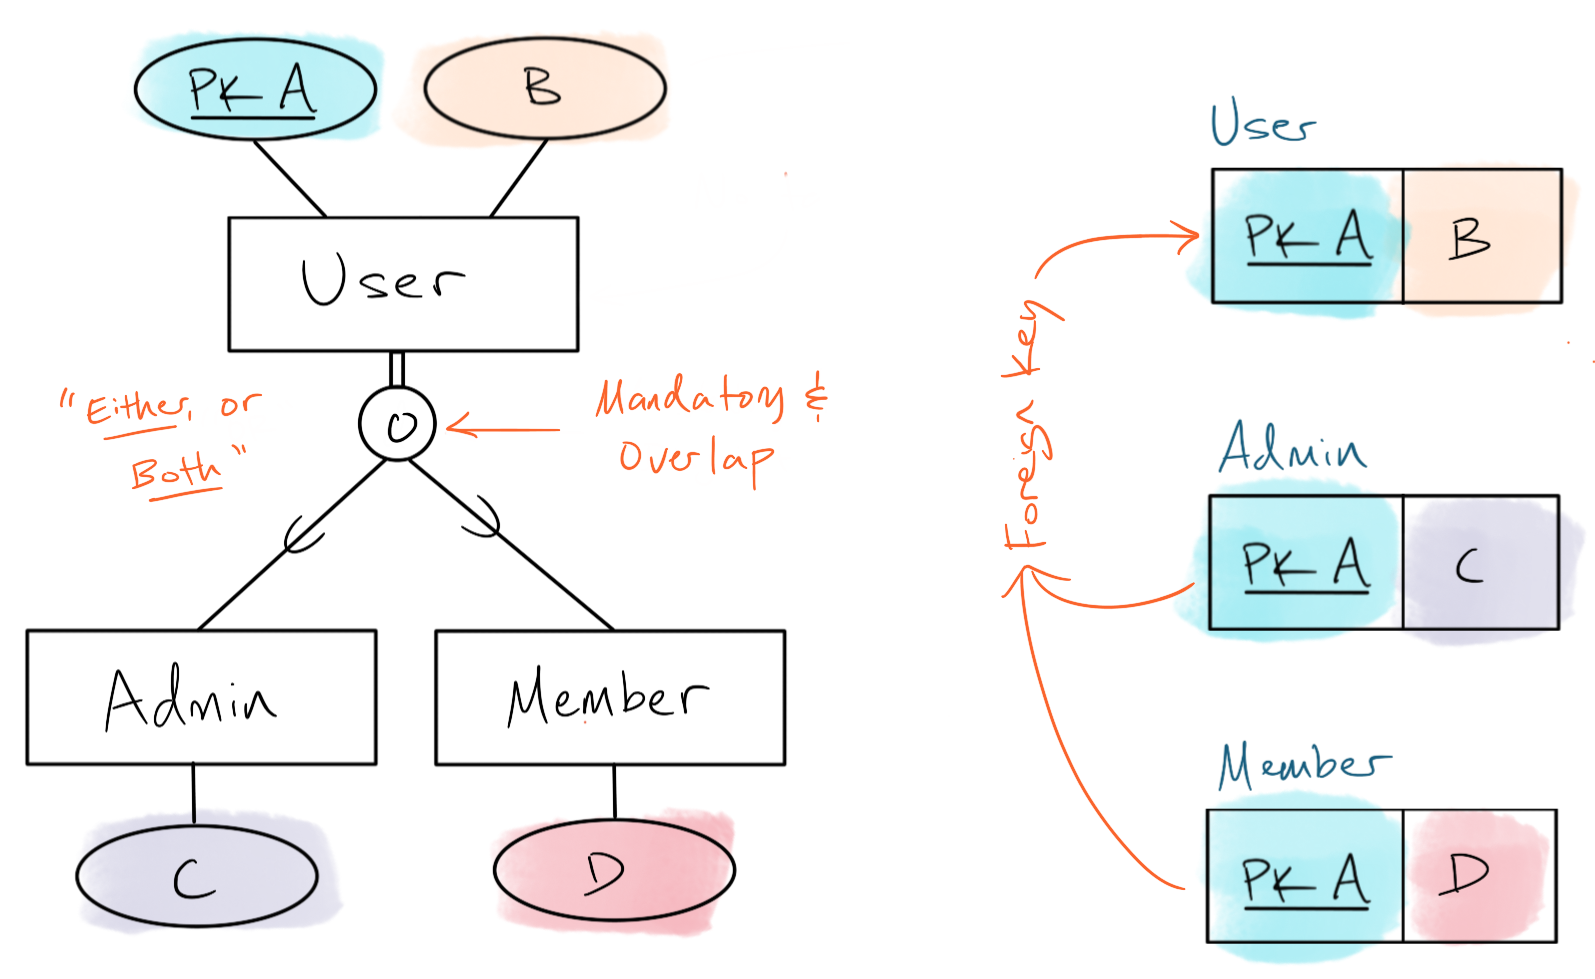 PK A
B
User
"Either, or
Both"
O
Mandatory &
Overlap
Admin
Member
C
D
User
PK A
B
Foreign Key
Admin
PK A
C
Member
PK A
D